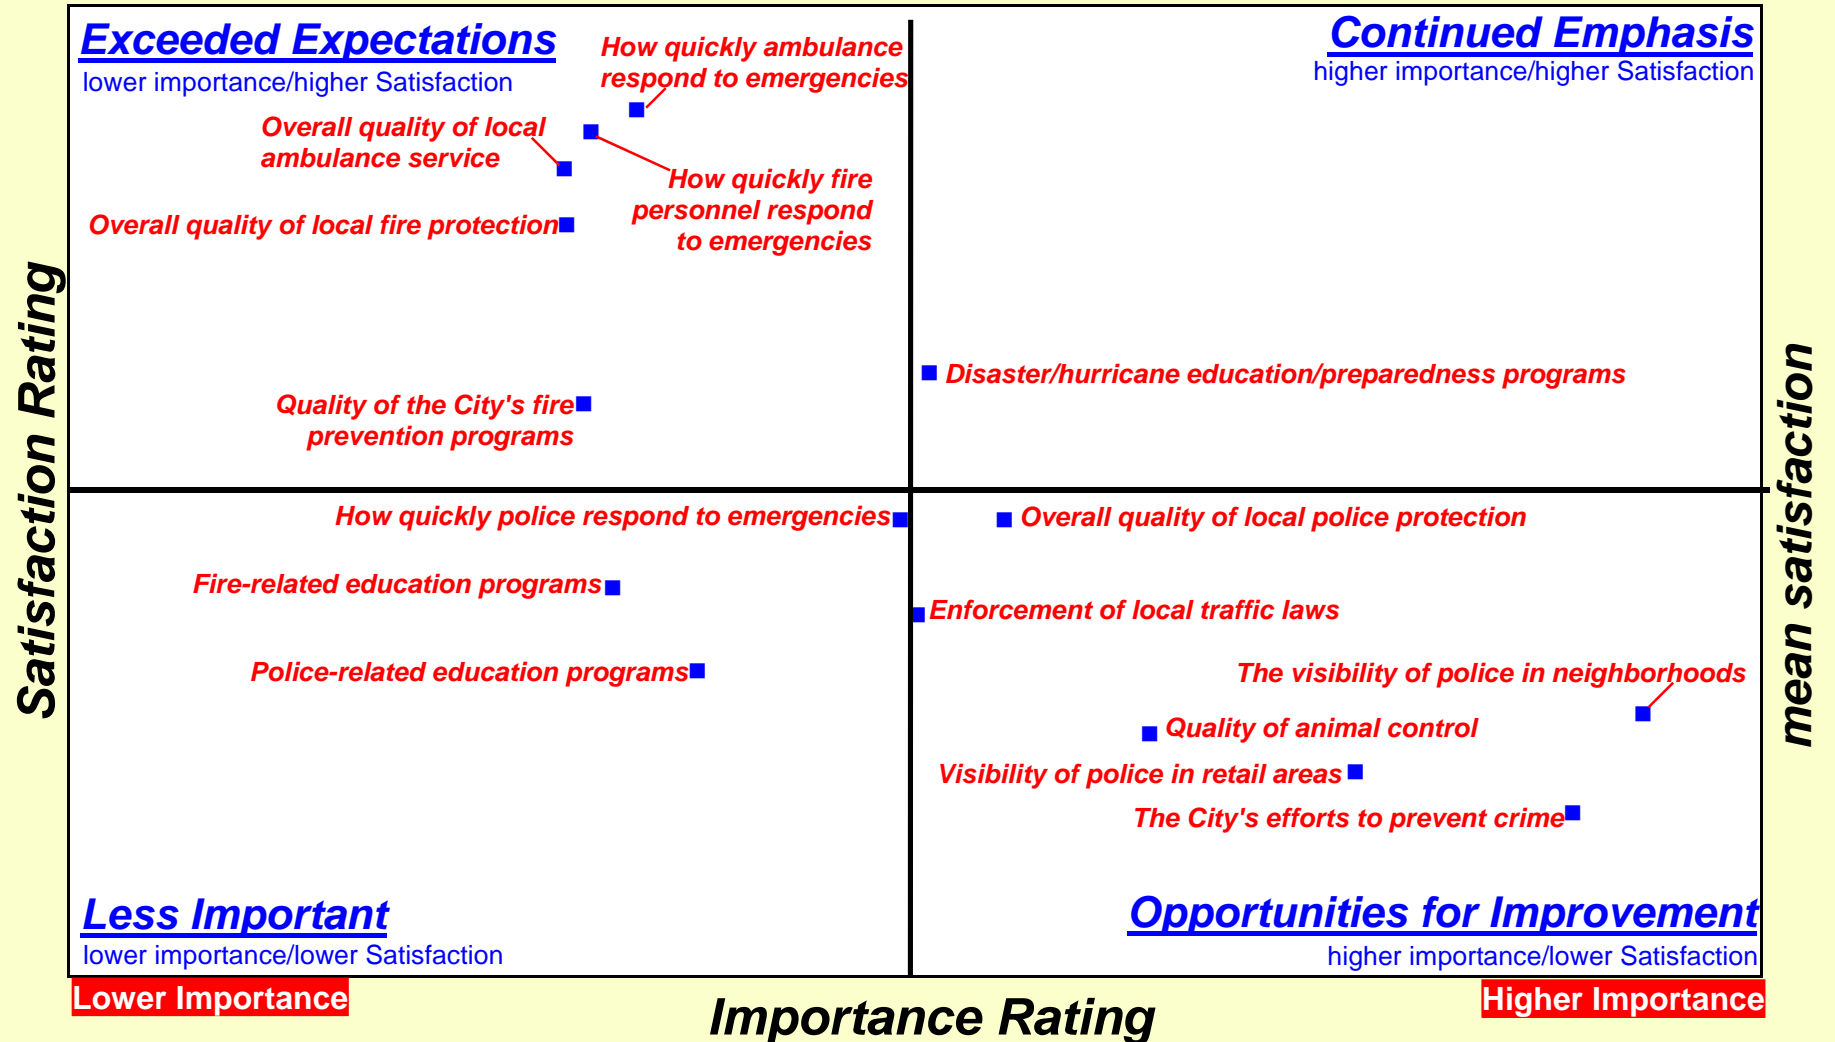 Exceeded Expectations
lower importance/higher Satisfaction
Continued Emphasis
higher importance/higher Satisfaction
How quickly ambulance
respond to emergencies
Overall quality of local
ambulance service
How quickly fire
personnel respond
to emergencies
Overall quality of local fire protection
Disaster/hurricane education/preparedness programs
Quality of the City's fire
prevention programs
Satisfaction Rating
mean satisfaction
How quickly police respond to emergencies
Overall quality of local police protection
Fire-related education programs
Enforcement of local traffic laws
Police-related education programs
The visibility of police in neighborhoods
Quality of animal control
Visibility of police in retail areas
The City's efforts to prevent crime
Less Important
lower importance/lower Satisfaction
Opportunities for Improvement
higher importance/lower Satisfaction
Lower Importance
Importance Rating
Higher Importance